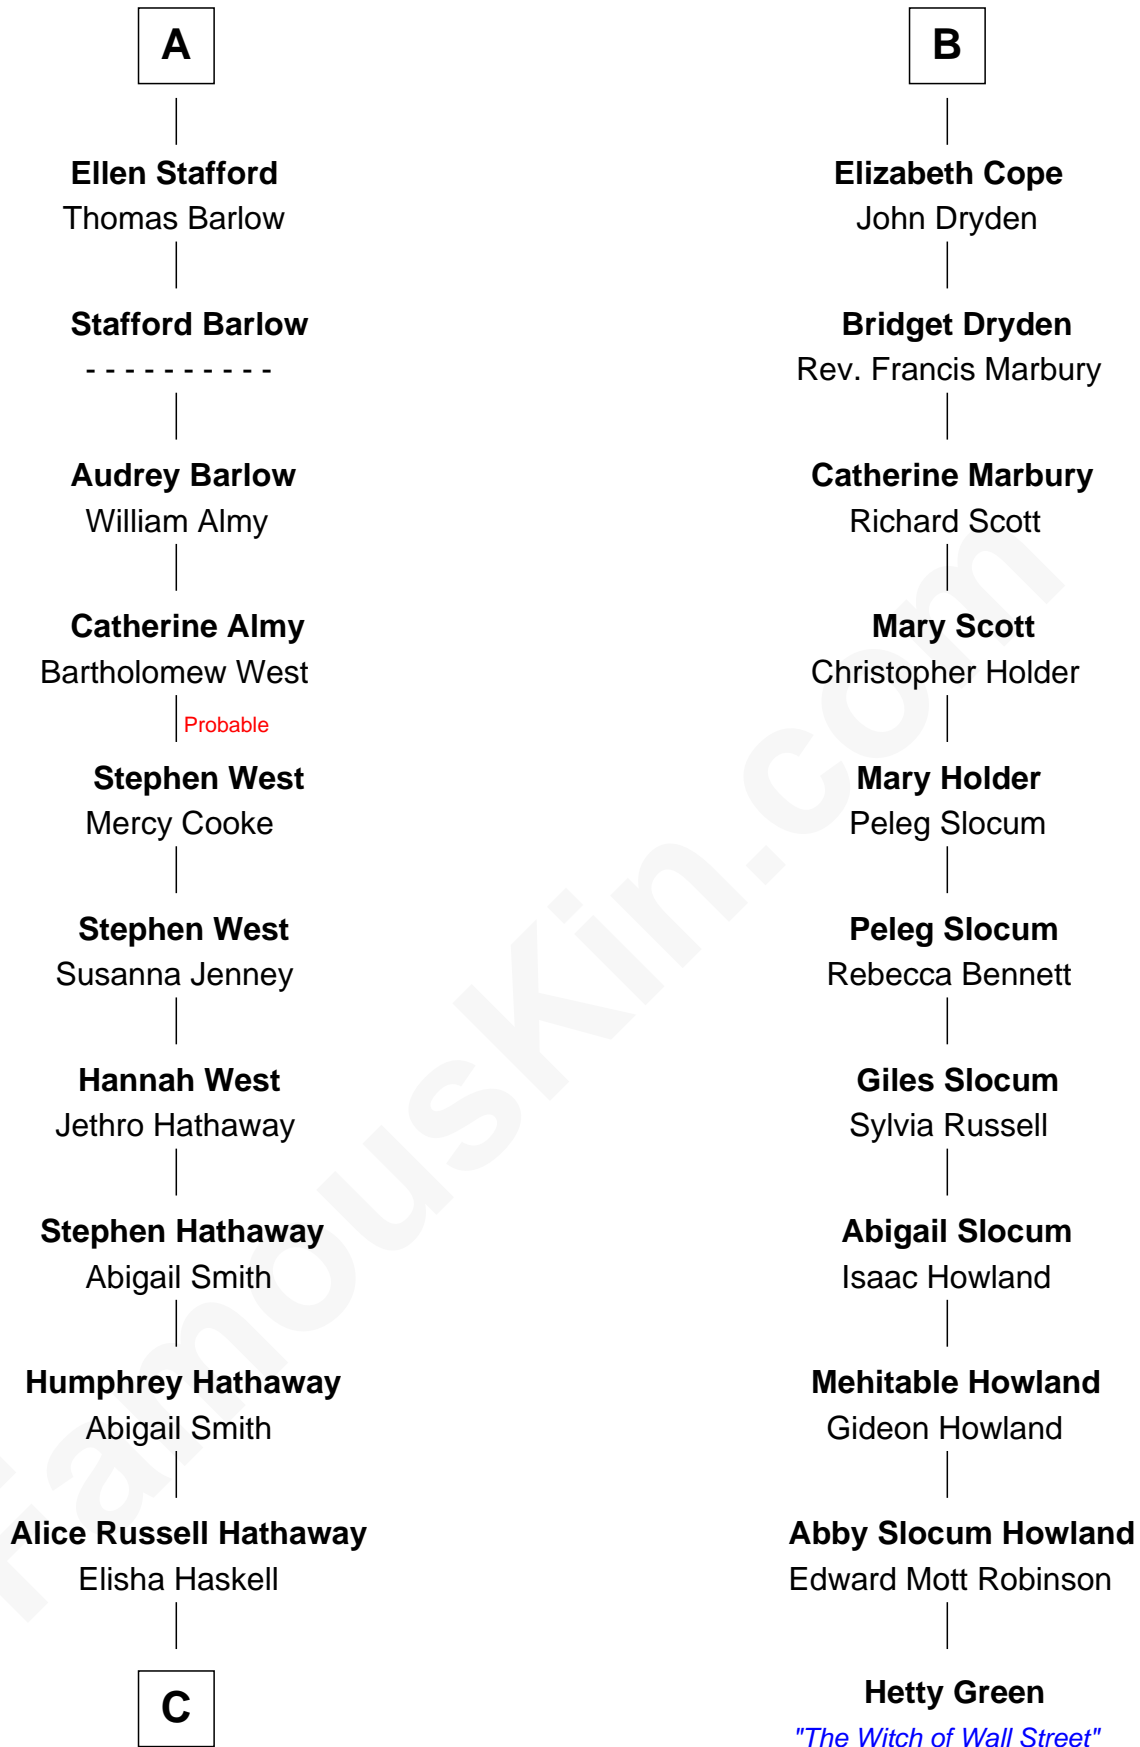 A
Ellen Stafford
Thomas Barlow
Stafford Barlow
- - - - - - - - - -
Audrey Barlow
William Almy
Catherine Almy
Bartholomew West
Probable
Stephen West
Mercy Cooke
Stephen West
Susanna Jenney
Hannah West
Jethro Hathaway
Stephen Hathaway
Abigail Smith
Humphrey Hathaway
Abigail Smith
Alice Russell Hathaway
Elisha Haskell
C
B
Elizabeth Cope
John Dryden
Bridget Dryden
Rev. Francis Marbury
Catherine Marbury
Richard Scott
Mary Scott
Christopher Holder
Mary Holder
Peleg Slocum
Peleg Slocum
Rebecca Bennett
Giles Slocum
Sylvia Russell
Abigail Slocum
Isaac Howland
Mehitable Howland
Gideon Howland
Abby Slocum Howland
Edward Mott Robinson
Hetty Green
"The Witch of Wall Street"
FamousKin.com